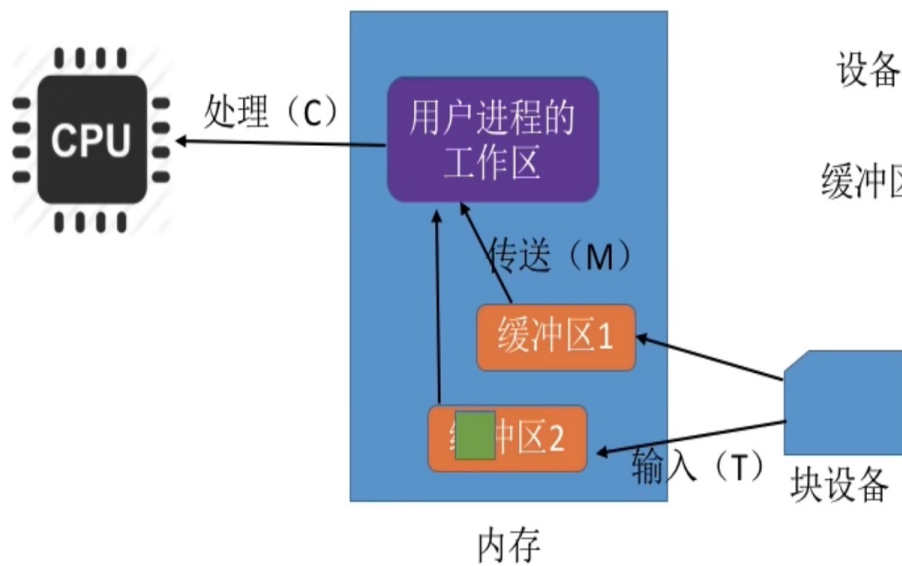 设备
处理（C）
CPU
用户进程的
工作区
缓冲区
传送（M）
缓冲区1
冲区2
输入（T）
块设备
内存